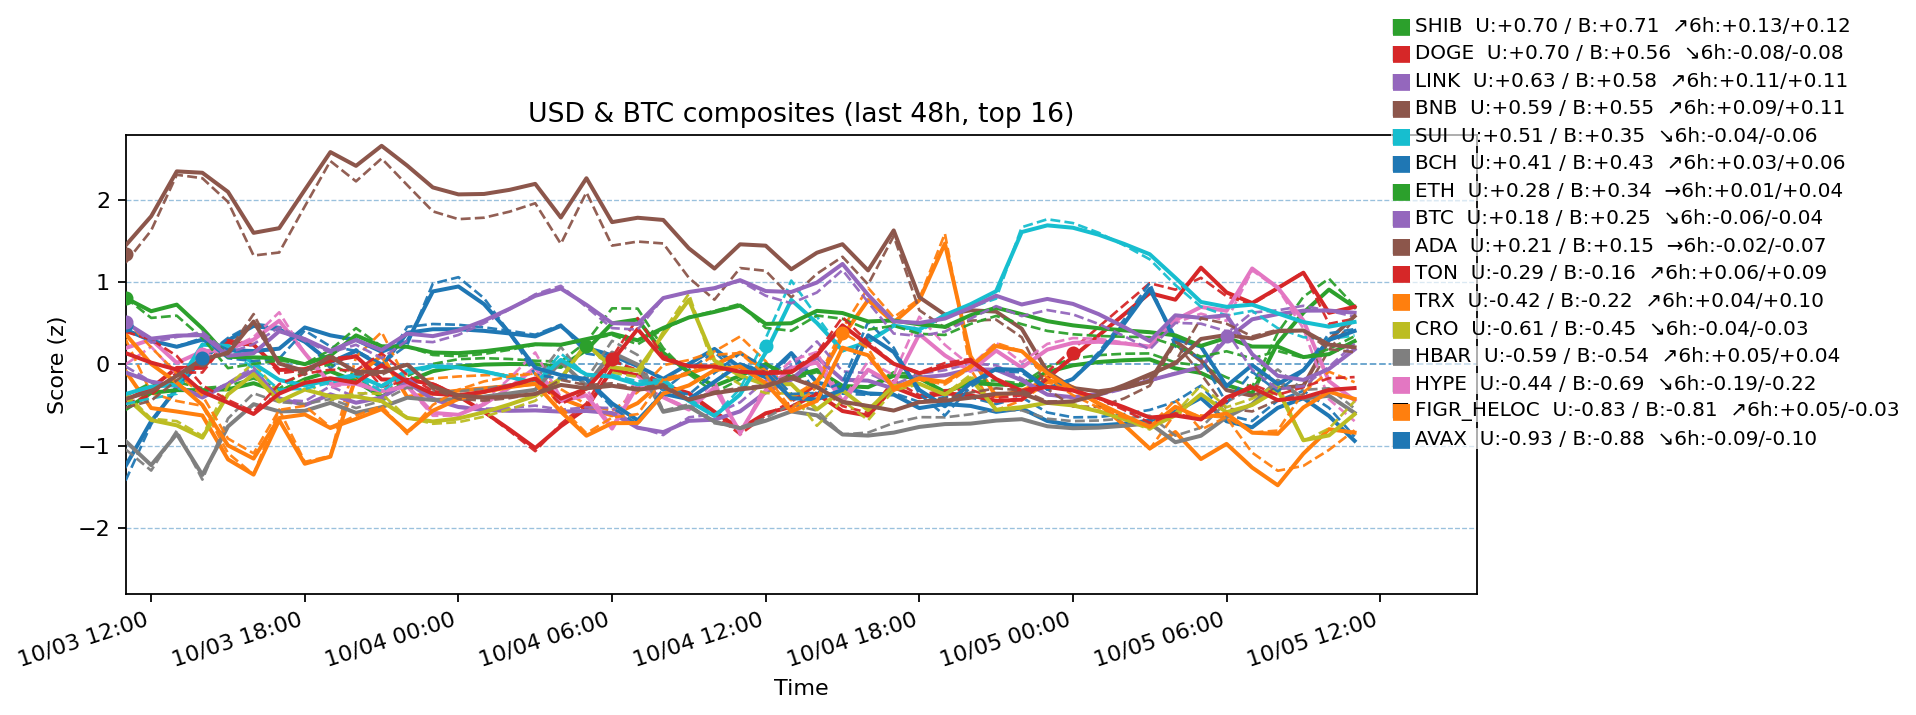 SHIB  U:+0.70 / B:+0.71  ↗6h:+0.13/+0.12
DOGE  U:+0.70 / B:+0.56  ↘6h:-0.08/-0.08
LINK  U:+0.63 / B:+0.58  ↗6h:+0.11/+0.11
BNB  U:+0.59 / B:+0.55  ↗6h:+0.09/+0.11
SUI  U:+0.51 / B:+0.35  ↘6h:-0.04/-0.06
BCH  U:+0.41 / B:+0.43  ↗6h:+0.03/+0.06
ETH  U:+0.28 / B:+0.34  →6h:+0.01/+0.04
BTC  U:+0.18 / B:+0.25  ↘6h:-0.06/-0.04
ADA  U:+0.21 / B:+0.15  →6h:-0.02/-0.07
TON  U:-0.29 / B:-0.16  ↗6h:+0.06/+0.09
TRX  U:-0.42 / B:-0.22  ↗6h:+0.04/+0.10
CRO  U:-0.61 / B:-0.45  ↘6h:-0.04/-0.03
HBAR  U:-0.59 / B:-0.54  ↗6h:+0.05/+0.04
HYPE  U:-0.44 / B:-0.69  ↘6h:-0.19/-0.22
FIGR_HELOC  U:-0.83 / B:-0.81  ↗6h:+0.05/-0.03
AVAX  U:-0.93 / B:-0.88  ↘6h:-0.09/-0.10
USD & BTC composites (last 48h, top 16)
Score (z)
2
1
0
−1
−2
10/03 12:00
10/03 18:00
10/04 00:00
10/04 06:00
10/04 12:00
10/04 18:00
10/05 00:00
10/05 06:00
10/05 12:00
Time